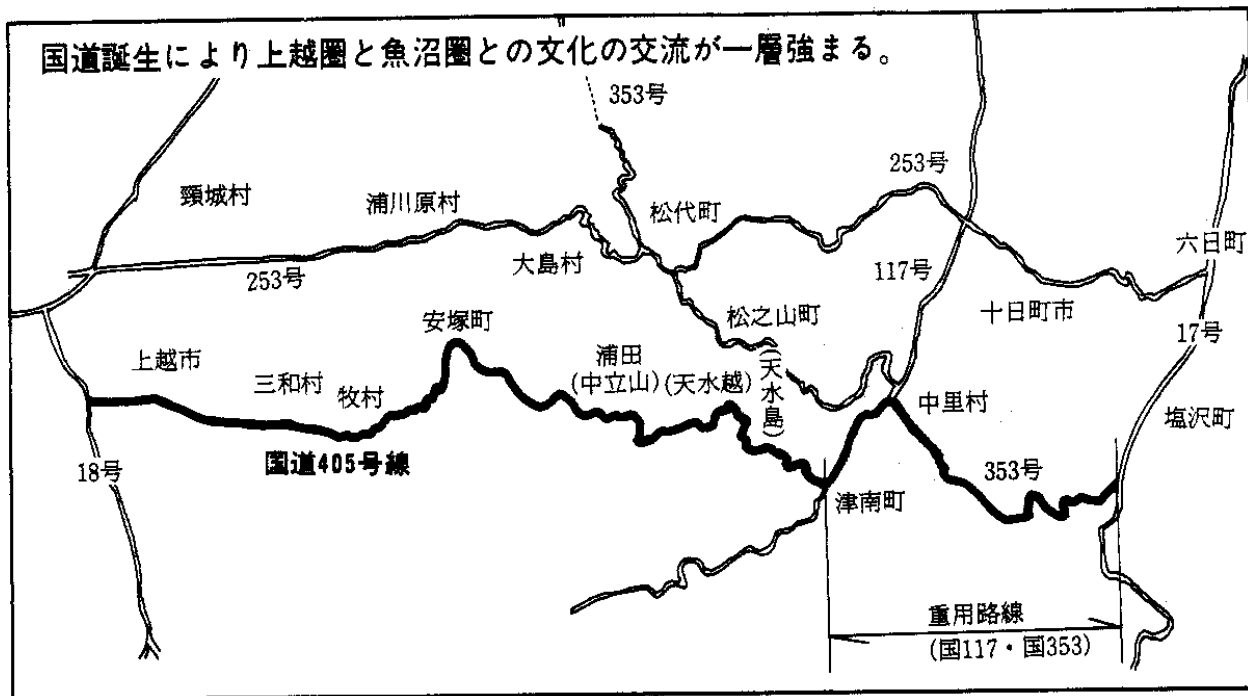 国道誕生により上越圏と魚沼圏との文化の交流が一層強まる。
353号
253号
頸城村
浦川原村
松代町
六日町
大島村
253号
117号
十日町市
安塚町
松之山町
17号
上越市
浦田
(中立山)
(天水越)
(天水島)
三和村
牧村
中里村
塩沢町
国道405号線
18号
353号
津南町
重用路線
(国117・国353)